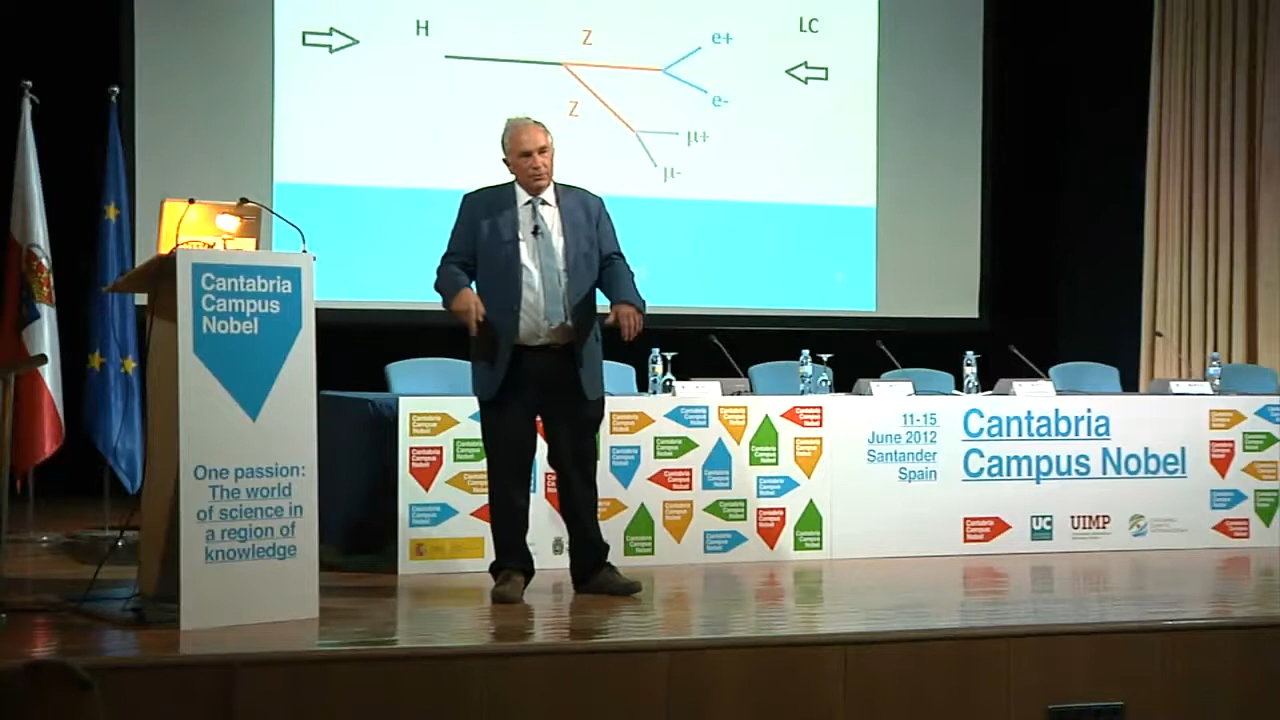 H
Z
e+
LC
Z
e-
μ+
μ-
Cantabria
Campus
Nobel
One passion:
The world
of science in
a region of
knowledge
11-15
June 2012
Santander
Spain
Cantabria
Campus Nobel
UC
UIMP